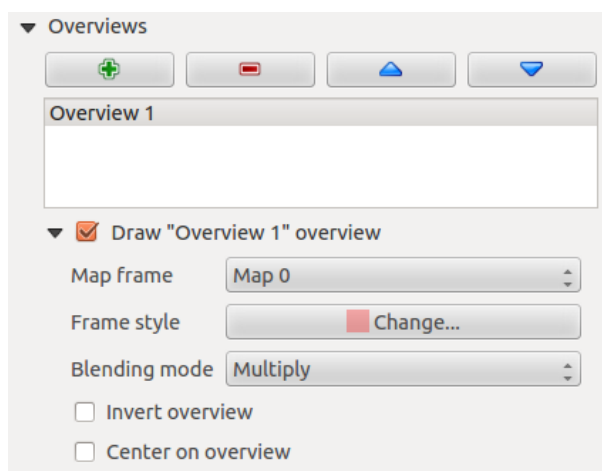 Overviews
Overview 1
Draw "Overview 1" overview
Map frame Map 0
Frame style Change...
Blending mode Multiply
Invert overview
Center on overview